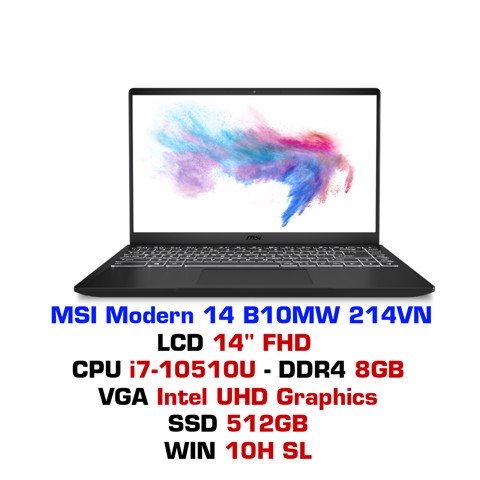 msi
MSI Modern 14 B10MW 214VN
LCD 14" FHD
CPU i7-10510U - DDR4 8GB
VGA Intel UHD Graphics
SSD 512GB
WIN 10H SL